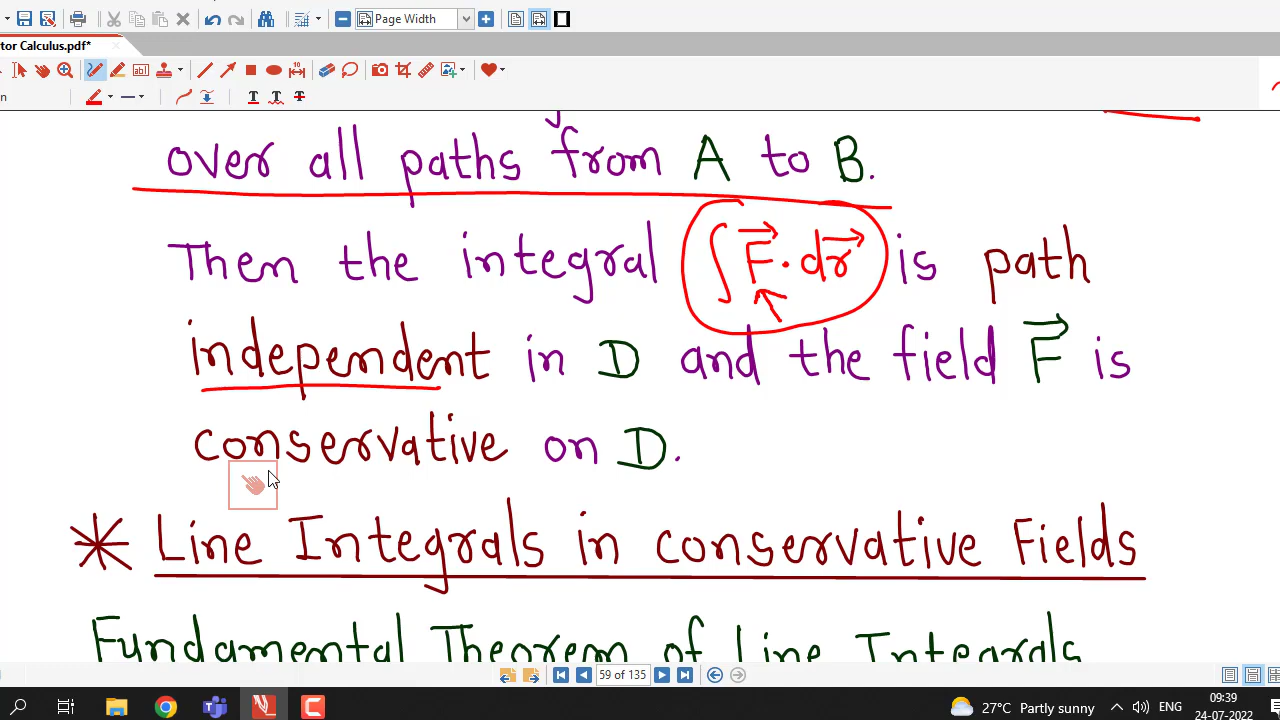 Page Width
tor Calculus.pdf*
over all paths from A to B.
Then the integral ∫ F⃗ · dr⃗ is path
independent in D and the field F⃗ is
conservative on D.
* Line Integrals in conservative Fields
Fundamental Theorem of Line Integrals
59 of 135
27°C Partly sunny
ENG
09:39
24-07-2022